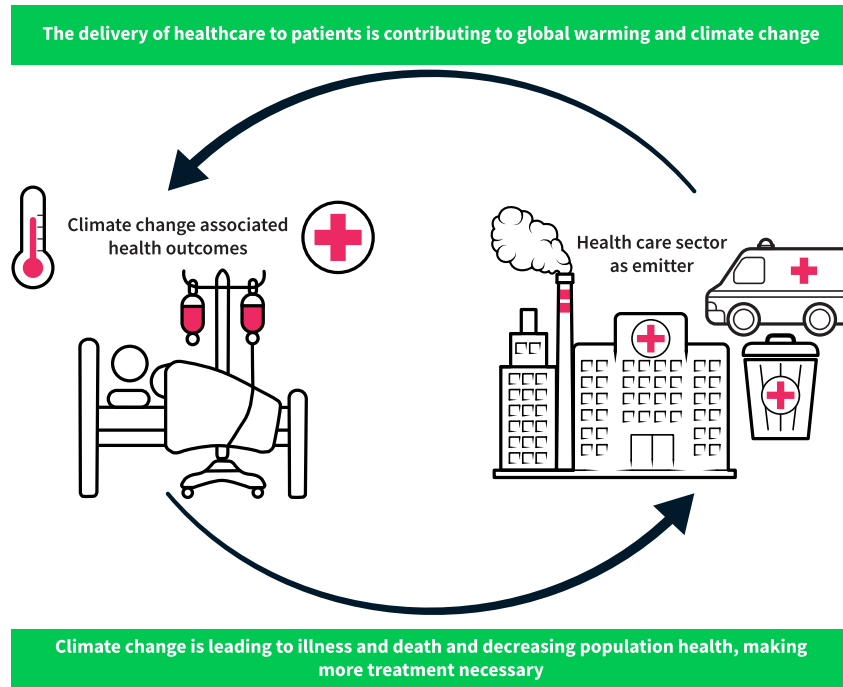 The delivery of healthcare to patients is contributing to global warming and climate change
Climate change associated
health outcomes
Health care sector
as emitter
Climate change is leading to illness and death and decreasing population health, making
more treatment necessary